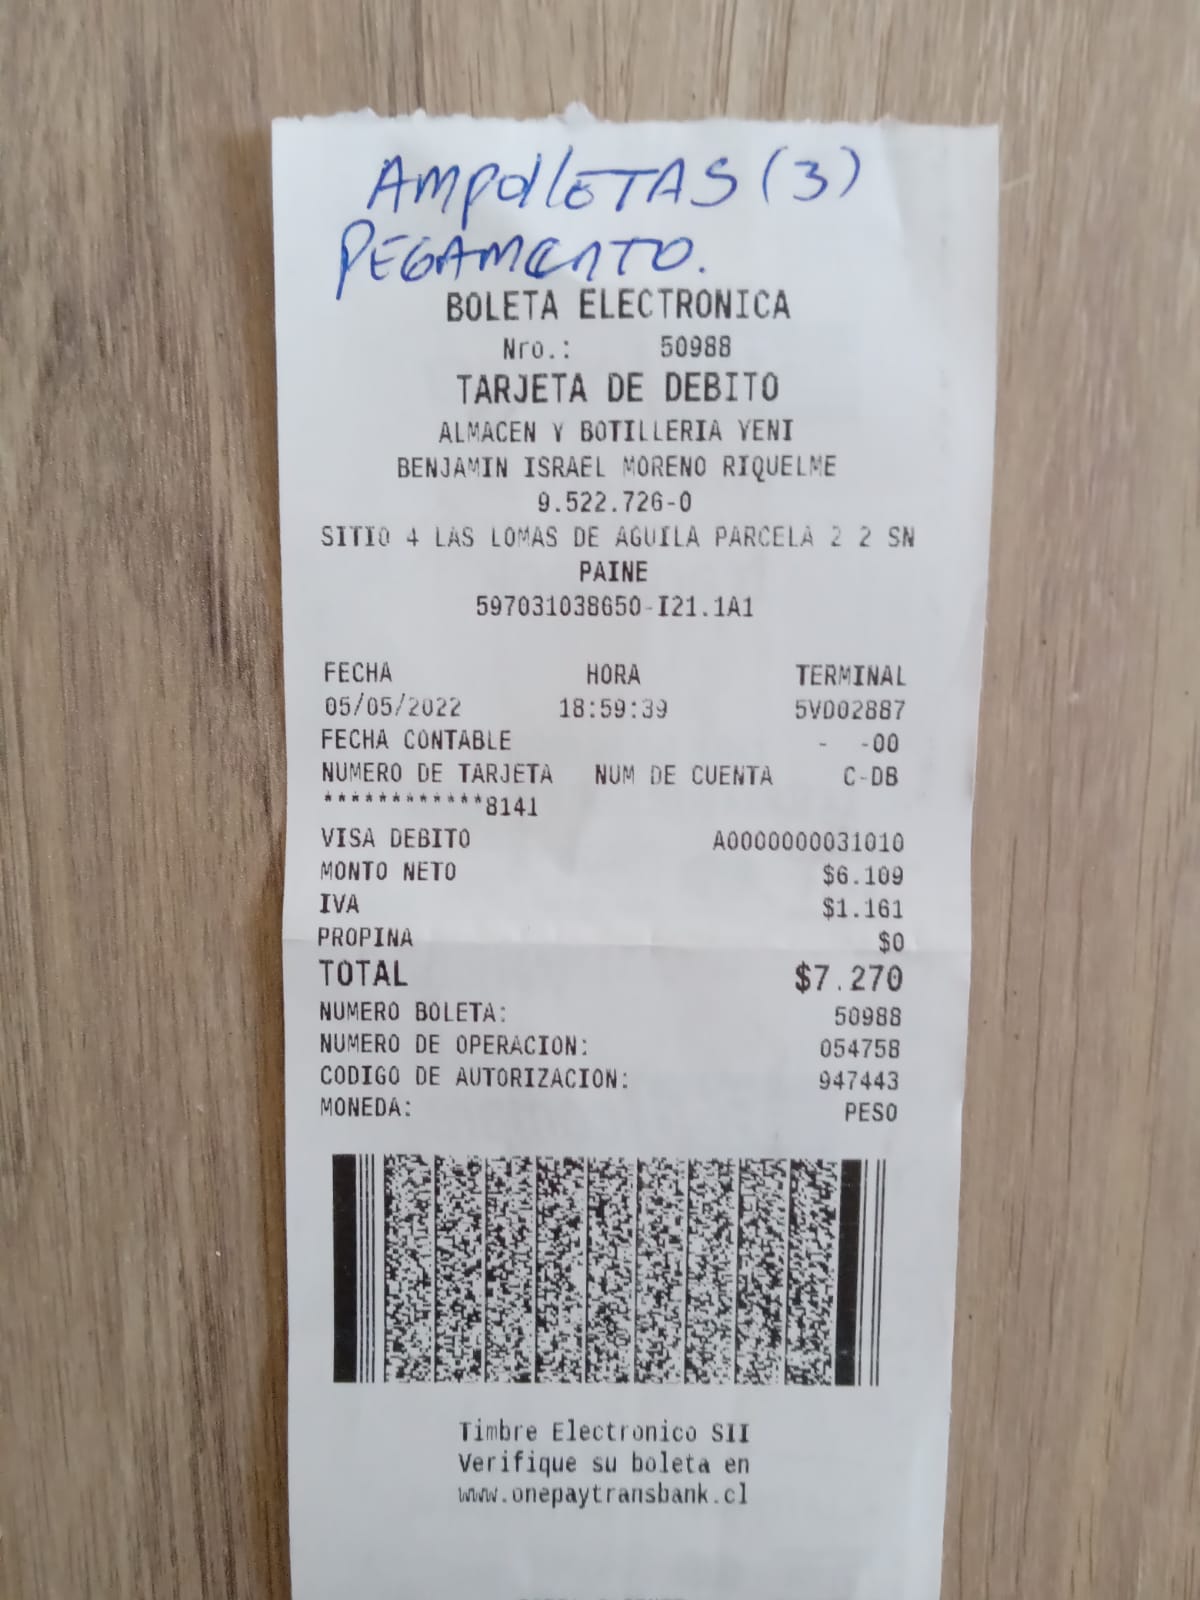 AMPOLLETAS (3)
PEGAMENTO.
BOLETA ELECTRONICA
Nro.: 50988
TARJETA DE DEBITO
ALMACEN Y BOTILLERIA YENI
BENJAMIN ISRAEL MORENO RIQUELME
9.522.726-0
SITIO 4 LAS LOMAS DE AGUILA PARCELA 2 2 SN
PAINE
597031038650-I21.1A1
FECHA HORA TERMINAL
05/05/2022 18:59:39 5VD02887
FECHA CONTABLE - -00
NUMERO DE TARJETA NUM DE CUENTA C-DB
************8141
VISA DEBITO A0000000031010
MONTO NETO $6.109
IVA $1.161
PROPINA $0
TOTAL $7.270
NUMERO BOLETA: 50988
NUMERO DE OPERACION: 054758
CODIGO DE AUTORIZACION: 947443
MONEDA: PESO
Timbre Electronico SII
Verifique su boleta en
www.onepaytransbank.cl